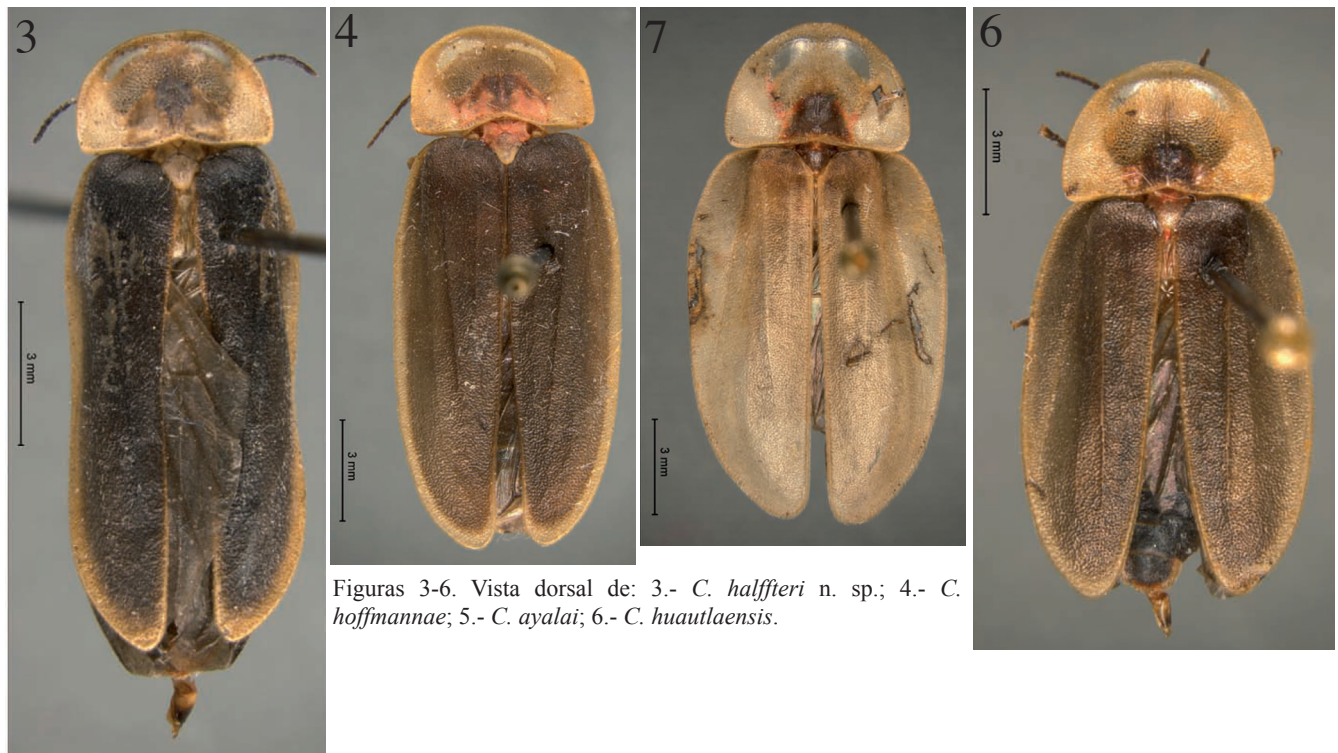 3
4
7
6
3 mm
3 mm
3 mm
3 mm
Figuras 3-6. Vista dorsal de: 3.- C. halffteri n. sp.; 4.- C.
hoffmannae; 5.- C. ayalai; 6.- C. huautlaensis.